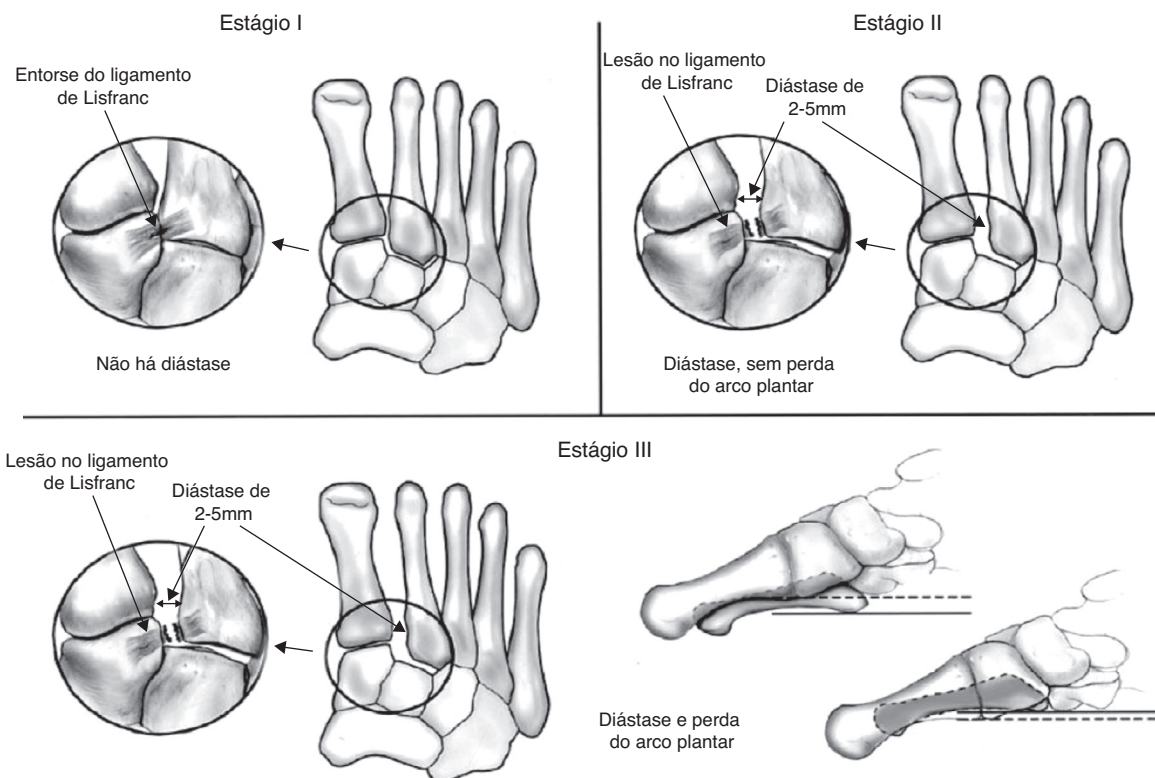 Estágio I
Entorse do ligamento
de Lisfranc
Não há diástase
Estágio II
Lesão no ligamento
de Lisfranc
Diástase de
2-5mm
Diástase, sem perda
do arco plantar
Estágio III
Lesão no ligamento
de Lisfranc
Diástase de
2-5mm
Diástase e perda
do arco plantar